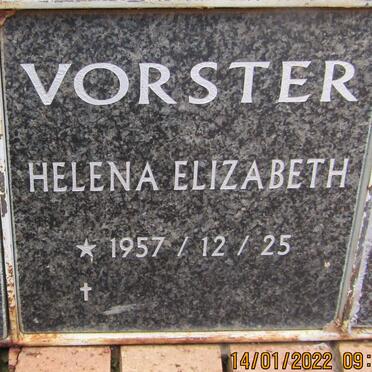 VORSTER
HELENA ELIZABETH
★ 1957 / 12 / 25
✝
14/01/2022 09: